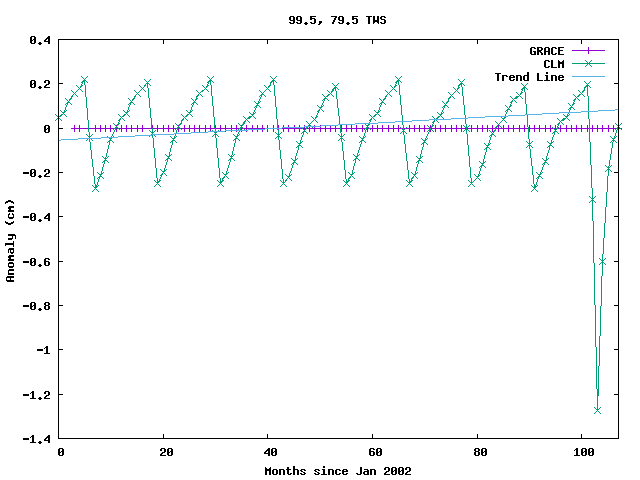 99.5, 79.5 TWS
GRACE
CLM
Trend Line
0.4
0.2
0
-0.2
-0.4
-0.6
-0.8
-1
-1.2
-1.4
Anomaly (cm)
0 20 40 60 80 100
Months since Jan 2002